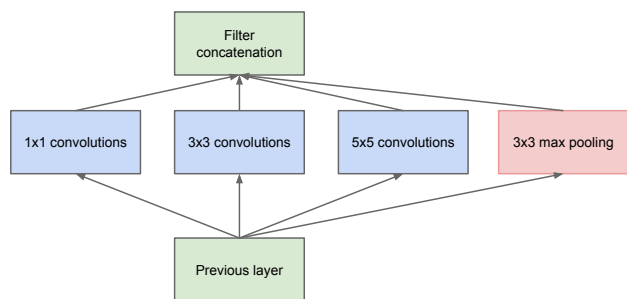 Filter
concatenation
1x1 convolutions
3x3 convolutions
5x5 convolutions
3x3 max pooling
Previous layer